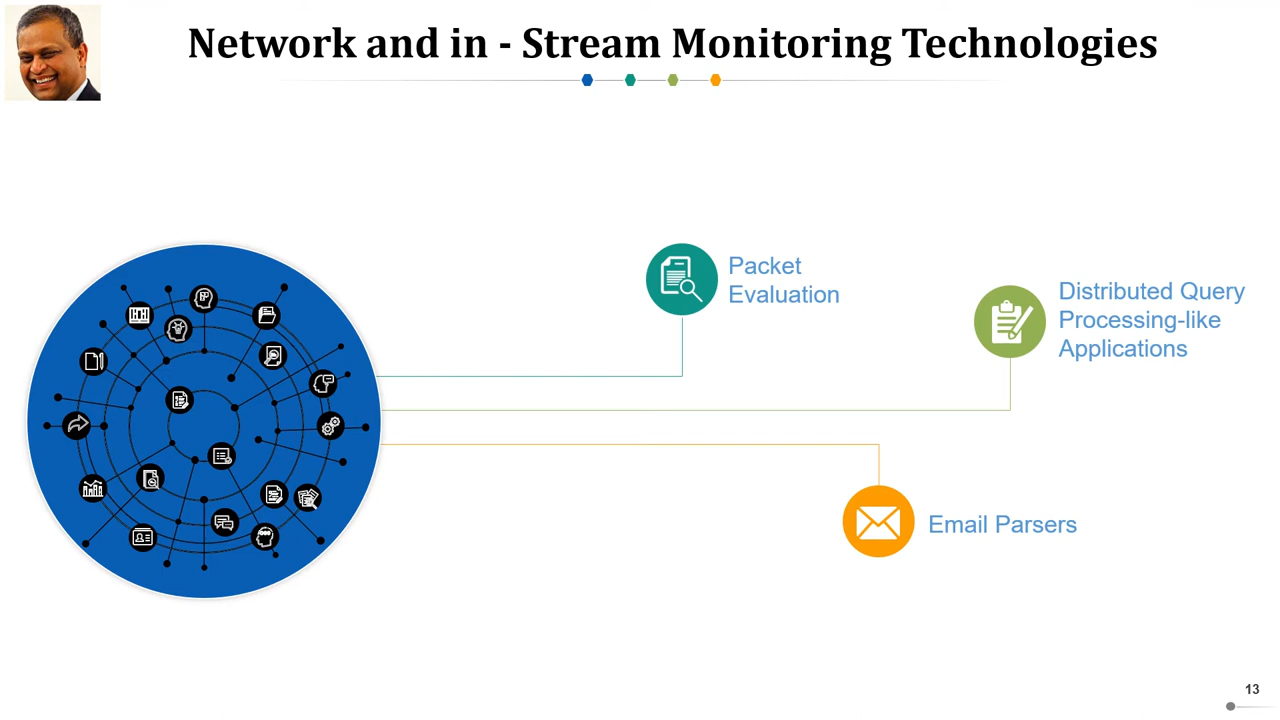 Network and in - Stream Monitoring Technologies
Packet
Evaluation
Distributed Query
Processing-like
Applications
Email Parsers
13